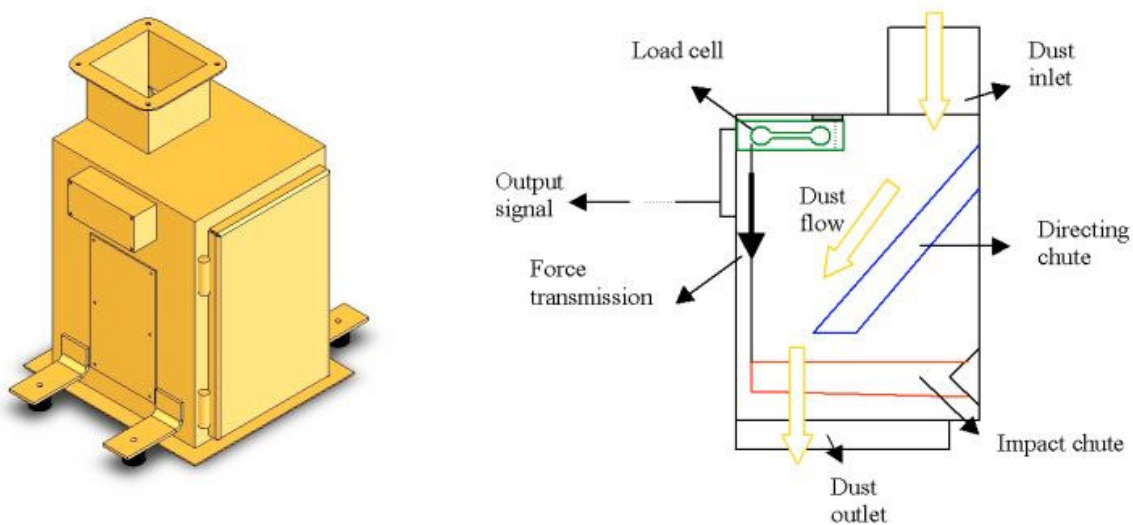 Load cell
Dust
inlet
Output
signal
Dust
flow
Directing
chute
Force
transmission
Impact chute
Dust
outlet